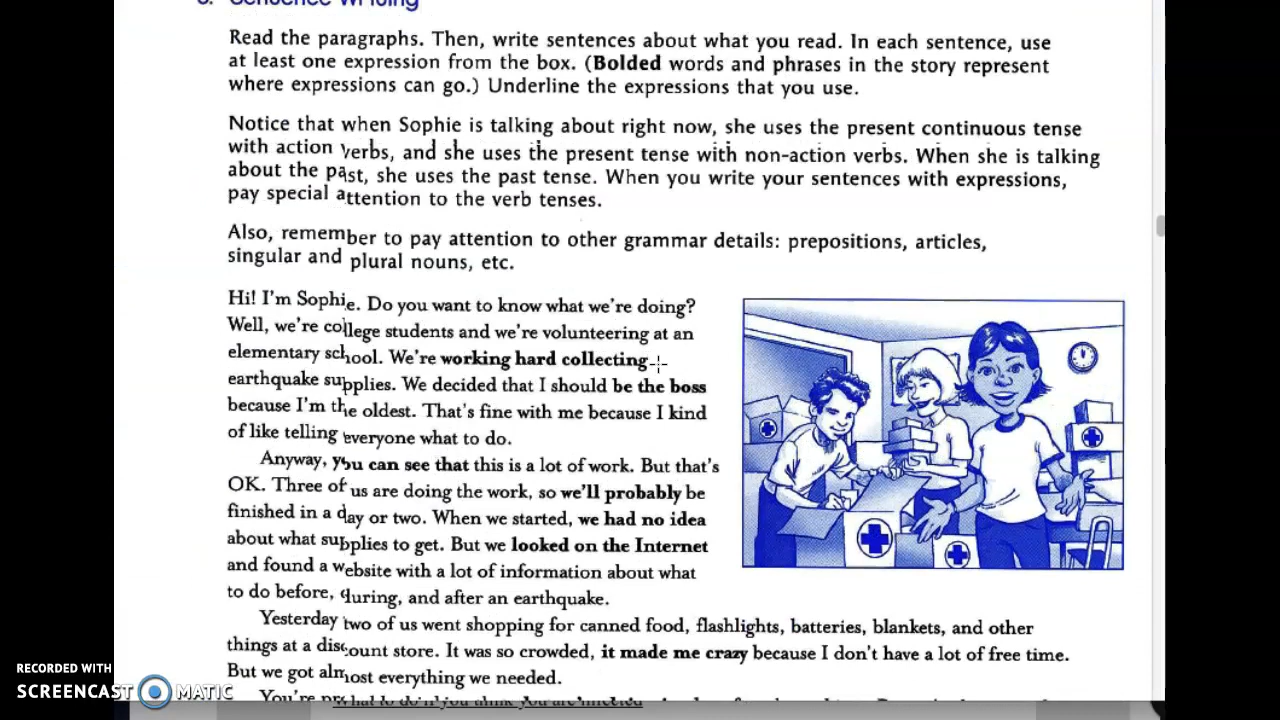 Sentence Writing
Read the paragraphs. Then, write sentences about what you read. In each sentence, use
at least one expression from the box. (Bolded words and phrases in the story represent
where expressions can go.) Underline the expressions that you use.
Notice that when Sophie is talking about right now, she uses the present continuous tense
with action verbs, and she uses the present tense with non-action verbs. When she is talking
about the past, she uses the past tense. When you write your sentences with expressions,
pay special attention to the verb tenses.
Also, remember to pay attention to other grammar details: prepositions, articles,
singular and plural nouns, etc.
Hi! I'm Sophie. Do you want to know what we're doing?
Well, we're college students and we're volunteering at an
elementary school. We're working hard collecting
earthquake supplies. We decided that I should be the boss
because I'm the oldest. That's fine with me because I kind
of like telling everyone what to do.
Anyway, you can see that this is a lot of work. But that's
OK. Three of us are doing the work, so we'll probably be
finished in a day or two. When we started, we had no idea
about what supplies to get. But we looked on the Internet
and found a website with a lot of information about what
to do before, during, and after an earthquake.
Yesterday two of us went shopping for canned food, flashlights, batteries, blankets, and other
things at a discount store. It was so crowded, it made me crazy because I don't have a lot of free time.
But we got almost everything we needed.
You're
what to do if you think you are infected
RECORDED WITH
SCREENCAST MATIC